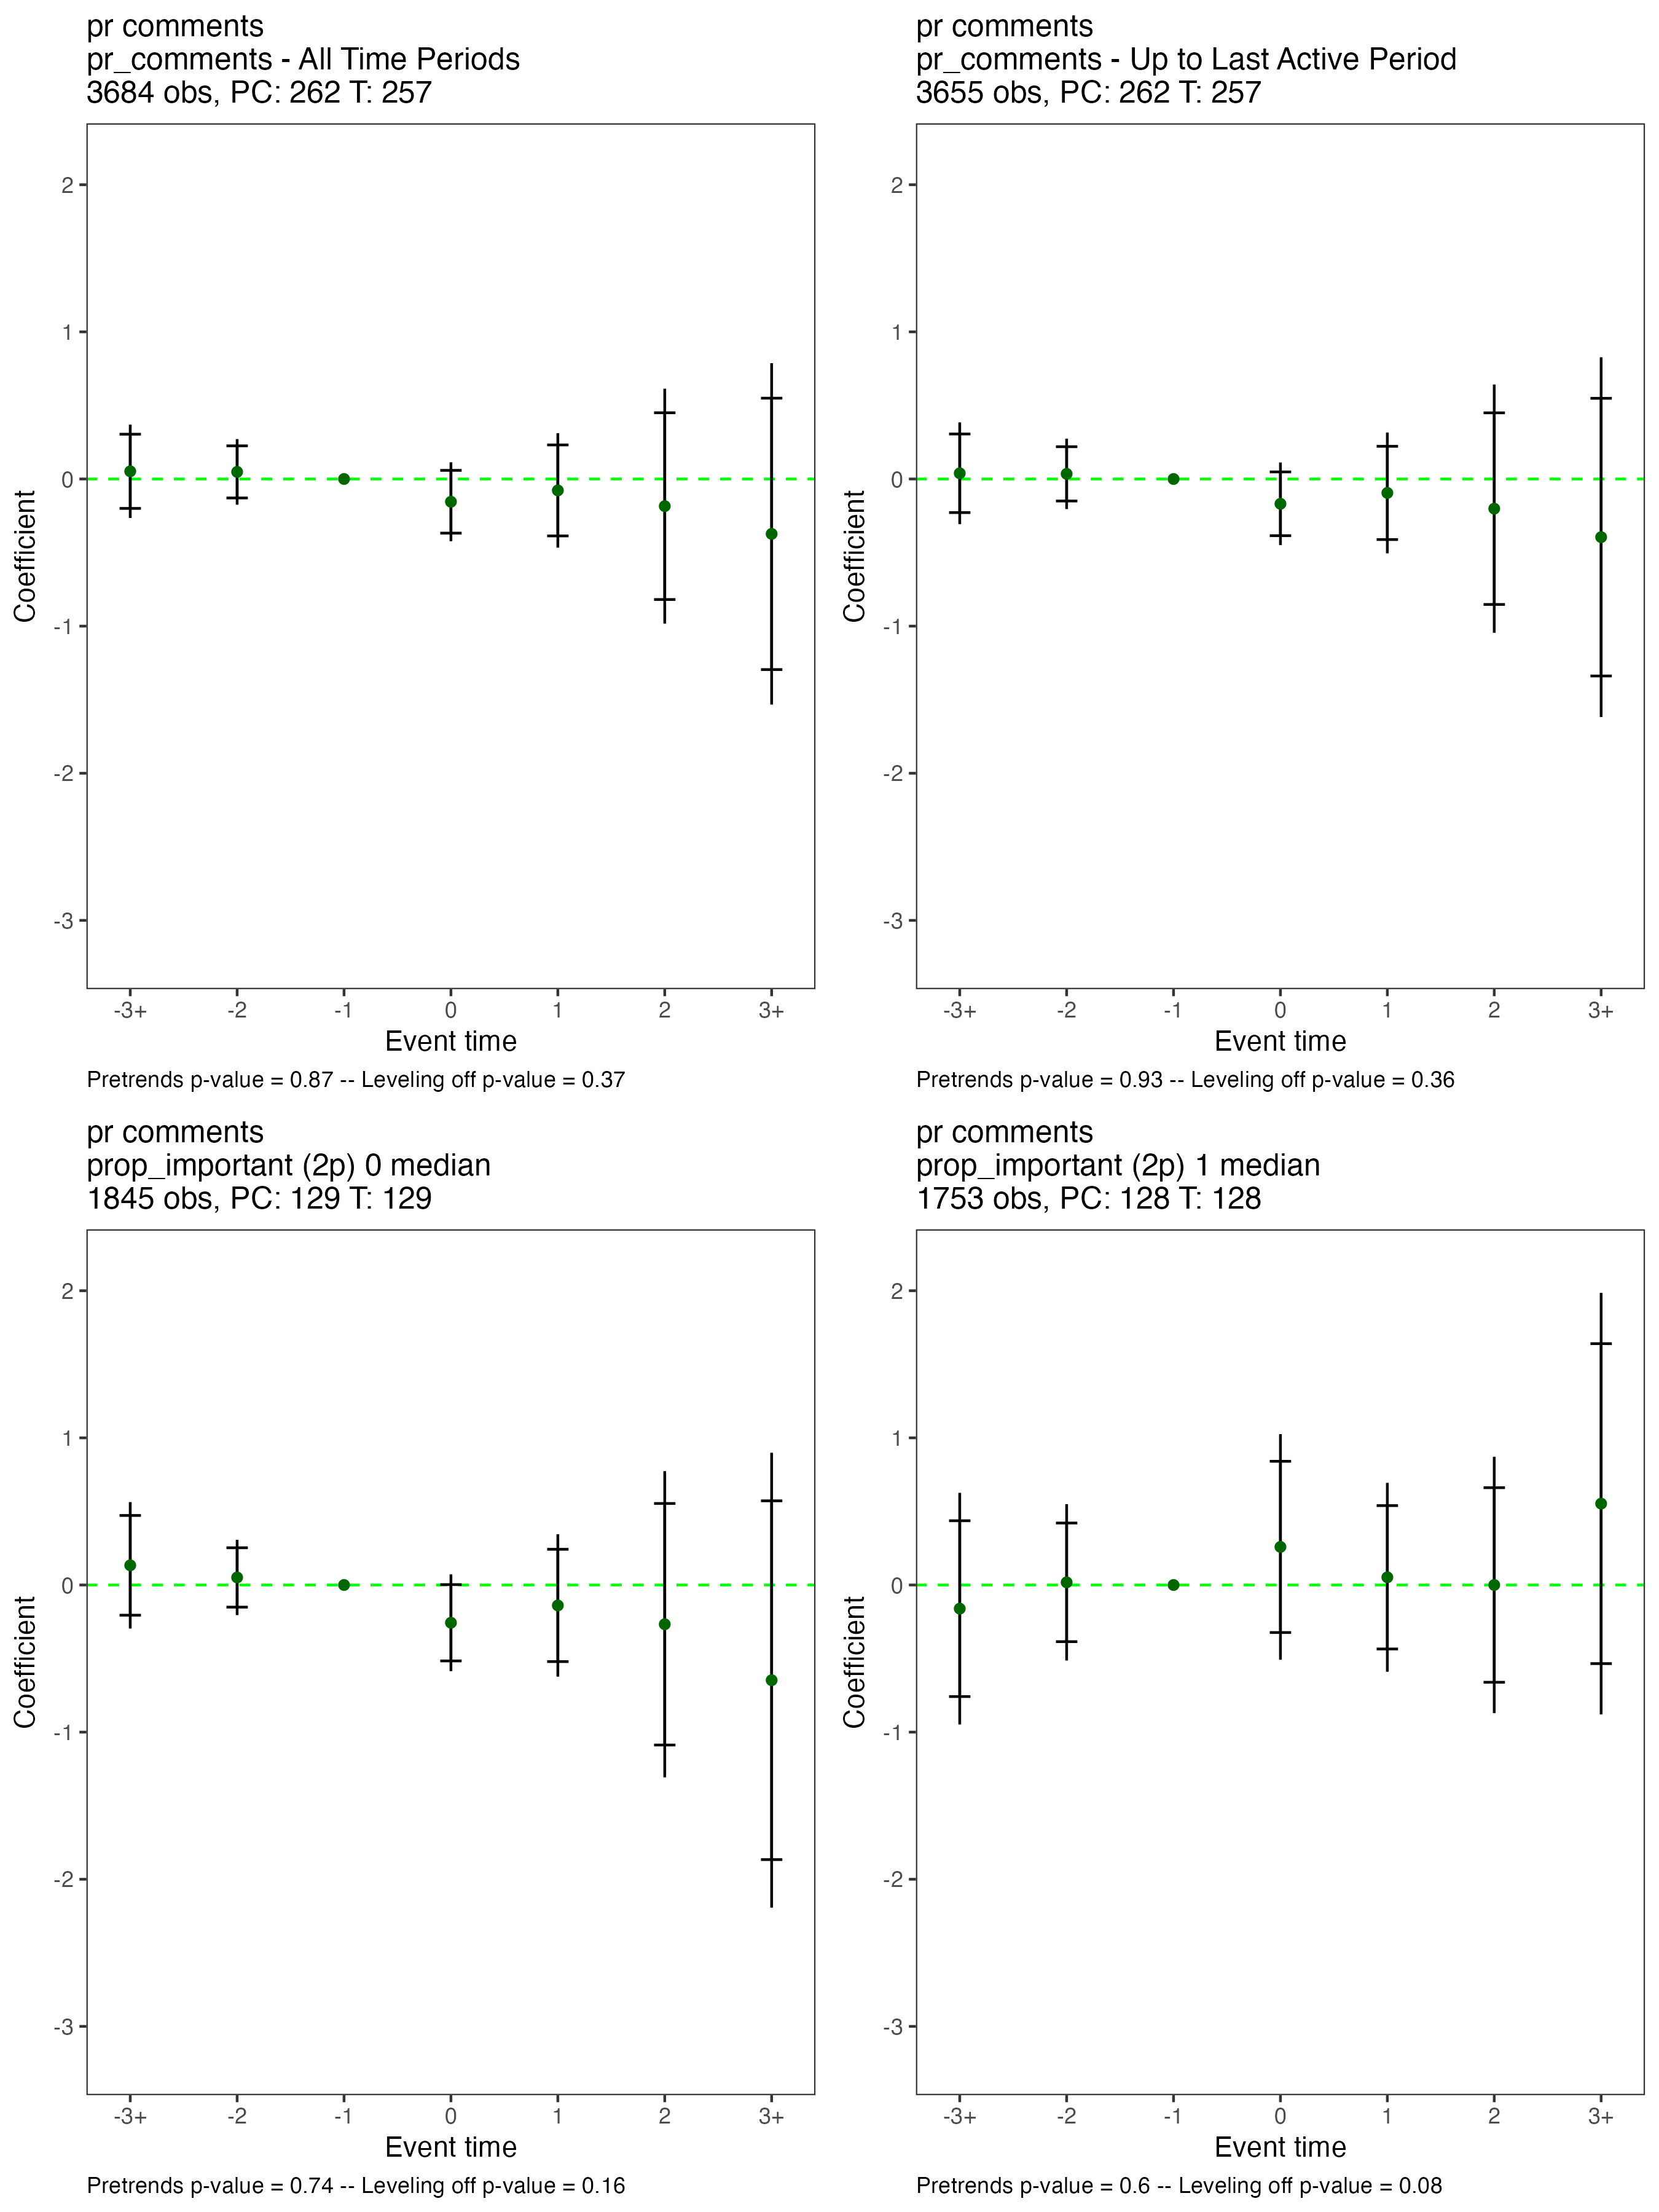 pr comments
pr_comments - All Time Periods
3684 obs, PC: 262 T: 257
2
1
0
-1
-2
-3
Coefficient
-3+ -2 -1 0 1 2 3+
Event time
Pretrends p-value = 0.87 -- Leveling off p-value = 0.37
pr comments
pr_comments - Up to Last Active Period
3655 obs, PC: 262 T: 257
2
1
0
-1
-2
-3
Coefficient
-3+ -2 -1 0 1 2 3+
Event time
Pretrends p-value = 0.93 -- Leveling off p-value = 0.36
pr comments
prop_important (2p) 0 median
1845 obs, PC: 129 T: 129
2
1
0
-1
-2
-3
Coefficient
-3+ -2 -1 0 1 2 3+
Event time
Pretrends p-value = 0.74 -- Leveling off p-value = 0.16
pr comments
prop_important (2p) 1 median
1753 obs, PC: 128 T: 128
2
1
0
-1
-2
-3
Coefficient
-3+ -2 -1 0 1 2 3+
Event time
Pretrends p-value = 0.6 -- Leveling off p-value = 0.08